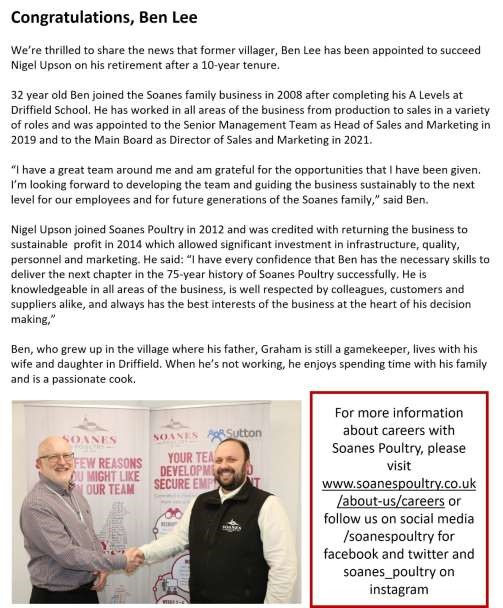 Congratulations, Ben Lee
We're thrilled to share the news that former villager, Ben Lee has been appointed to succeed
Nigel Upson on his retirement after a 10-year tenure.
32 year old Ben joined the Soanes family business in 2008 after completing his A Levels at
Driffield School. He has worked in all areas of the business from production to sales in a variety
of roles and was appointed to the Senior Management Team as Head of Sales and Marketing in
2019 and to the Main Board as Director of Sales and Marketing in 2021.
“I have a great team around me and am grateful for the opportunities that I have been given.
I'm looking forward to developing the team and guiding the business sustainably to the next
level for our employees and for future generations of the Soanes family,” said Ben.
Nigel Upson joined Soanes Poultry in 2012 and was credited with returning the business to
sustainable profit in 2014 which allowed significant investment in infrastructure, quality,
personnel and marketing. He said: “I have every confidence that Ben has the necessary skills to
deliver the next chapter in the 75-year history of Soanes Poultry successfully. He is
knowledgeable in all areas of the business, is well respected by colleagues, customers and
suppliers alike, and always has the best interests of the business at the heart of his decision
making,”
Ben, who grew up in the village where his father, Graham is still a gamekeeper, lives with his
wife and daughter in Driffield. When he's not working, he enjoys spending time with his family
and is a passionate cook.
SOANES
POULTRY
FEW REASONS
YOU MIGHT LIKE
OUR TEAM
SOANES
Sutton
YOUR TEA
DEVELOPM
SECURE EMP
SOANES
For more information
about careers with
Soanes Poultry, please
visit
www.soanespoultry.co.uk
/about-us/careers or
follow us on social media
/soanespoultry for
facebook and twitter and
soanes_poultry on
instagram